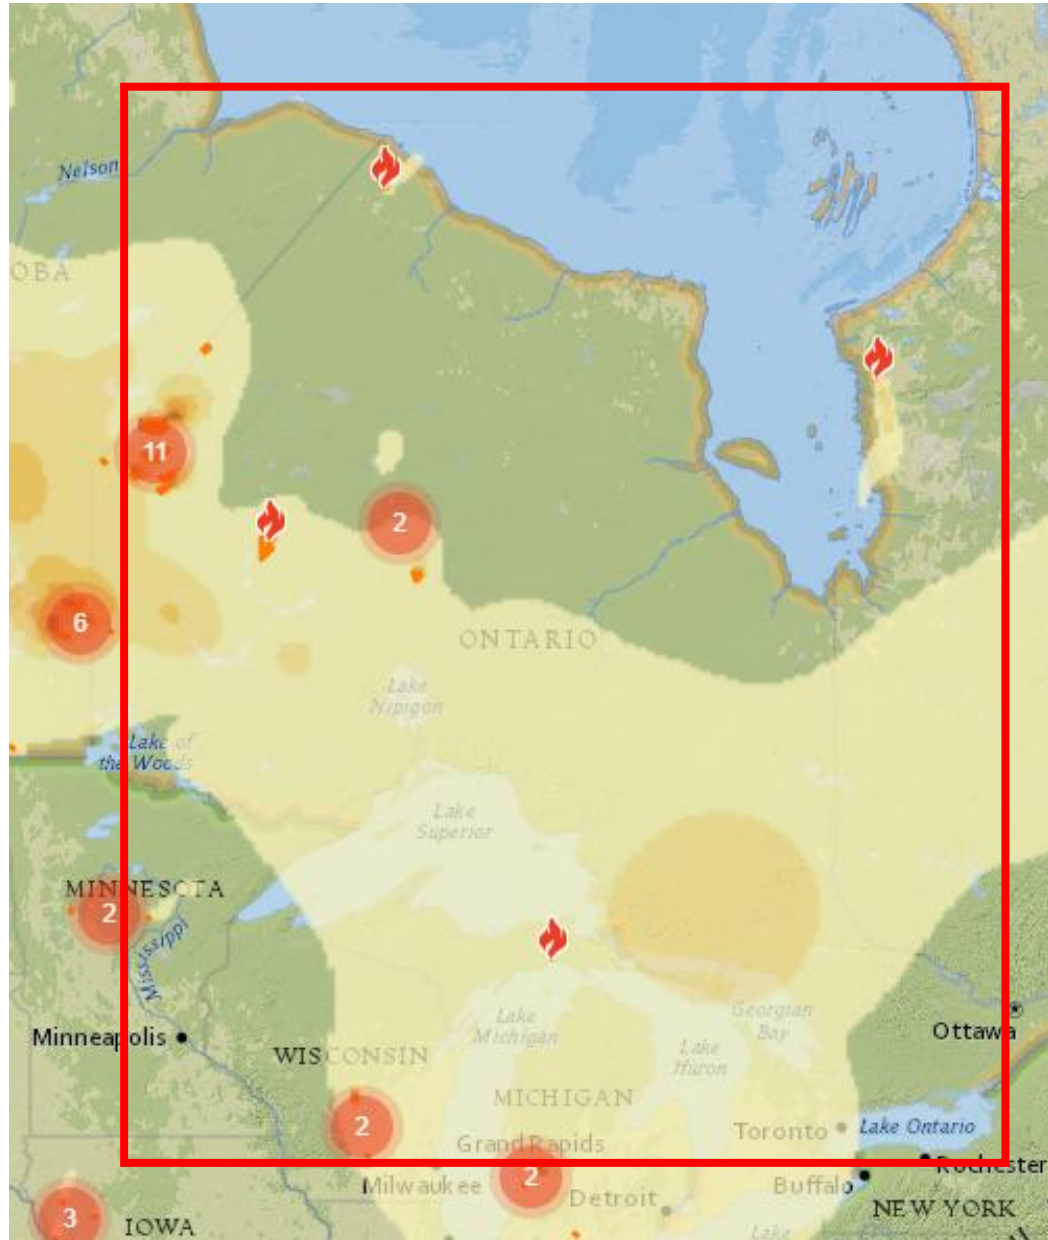 Nelson
OBA
11
2
6
ONTARIO
Lake
Nipigon
Lake of
the Woods
Lake
Superior
MINNESOTA
2
Mississippi
Georgian
Bay
Lake
Michigan
Ottawa
Minneapolis
WISCONSIN
Lake
Huron
MICHIGAN
2
Toronto
Lake Ontario
Grand Rapids
Rochester
2
Milwaukee
Buffalo
Detroit
NEW YORK
3
IOWA
Lake